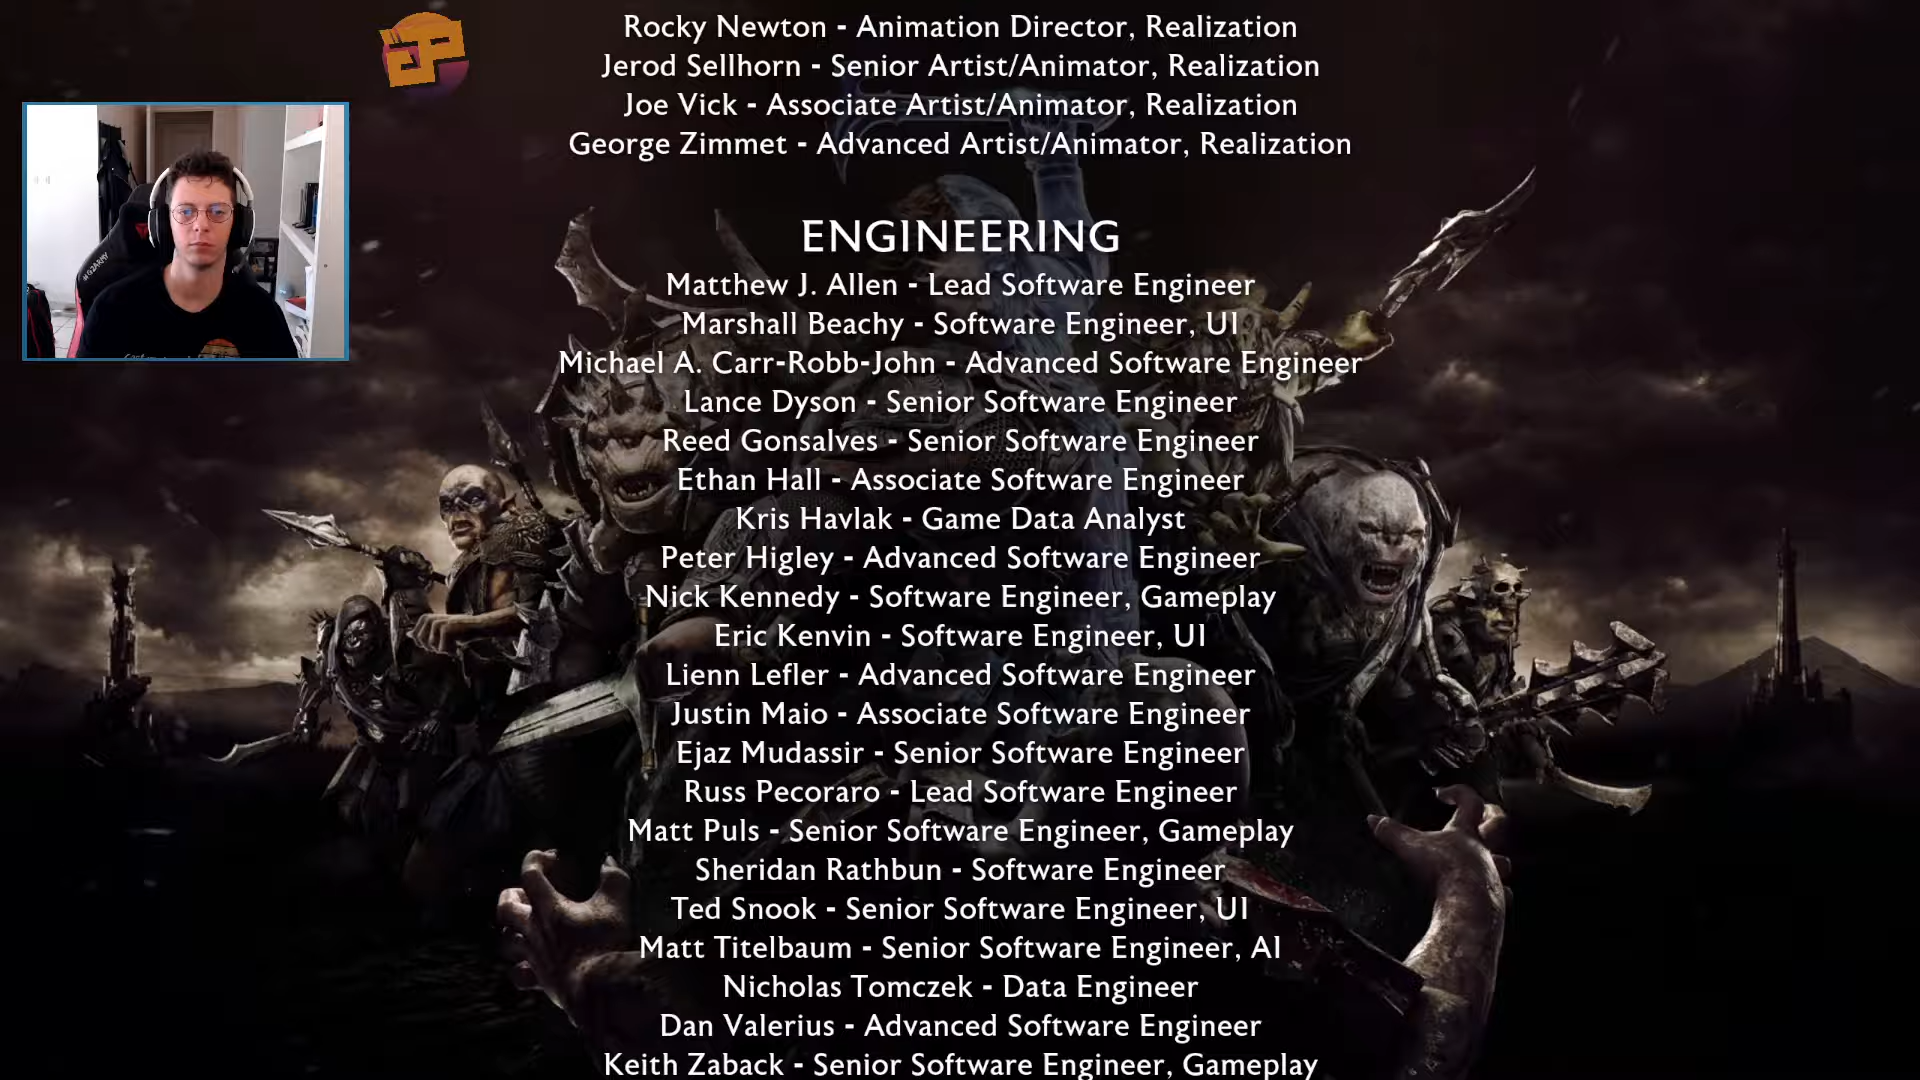 Rocky Newton - Animation Director, Realization
Jerod Sellhorn - Senior Artist/Animator, Realization
Joe Vick - Associate Artist/Animator, Realization
George Zimmet - Advanced Artist/Animator, Realization
#G2ARMY
ENGINEERING
Matthew J. Allen - Lead Software Engineer
Marshall Beachy - Software Engineer, UI
Michael A. Carr-Robb-John - Advanced Software Engineer
Lance Dyson - Senior Software Engineer
Reed Gonsalves - Senior Software Engineer
Ethan Hall - Associate Software Engineer
Kris Havlak - Game Data Analyst
Peter Higley - Advanced Software Engineer
Nick Kennedy - Software Engineer, Gameplay
Eric Kenvin - Software Engineer, UI
Lienn Lefler - Advanced Software Engineer
Justin Maio - Associate Software Engineer
Ejaz Mudassir - Senior Software Engineer
Russ Pecoraro - Lead Software Engineer
Matt Puls - Senior Software Engineer, Gameplay
Sheridan Rathbun - Software Engineer
Ted Snook - Senior Software Engineer, UI
Matt Titelbaum - Senior Software Engineer, AI
Nicholas Tomczek - Data Engineer
Dan Valerius - Advanced Software Engineer
Keith Zaback - Senior Software Engineer, Gameplay